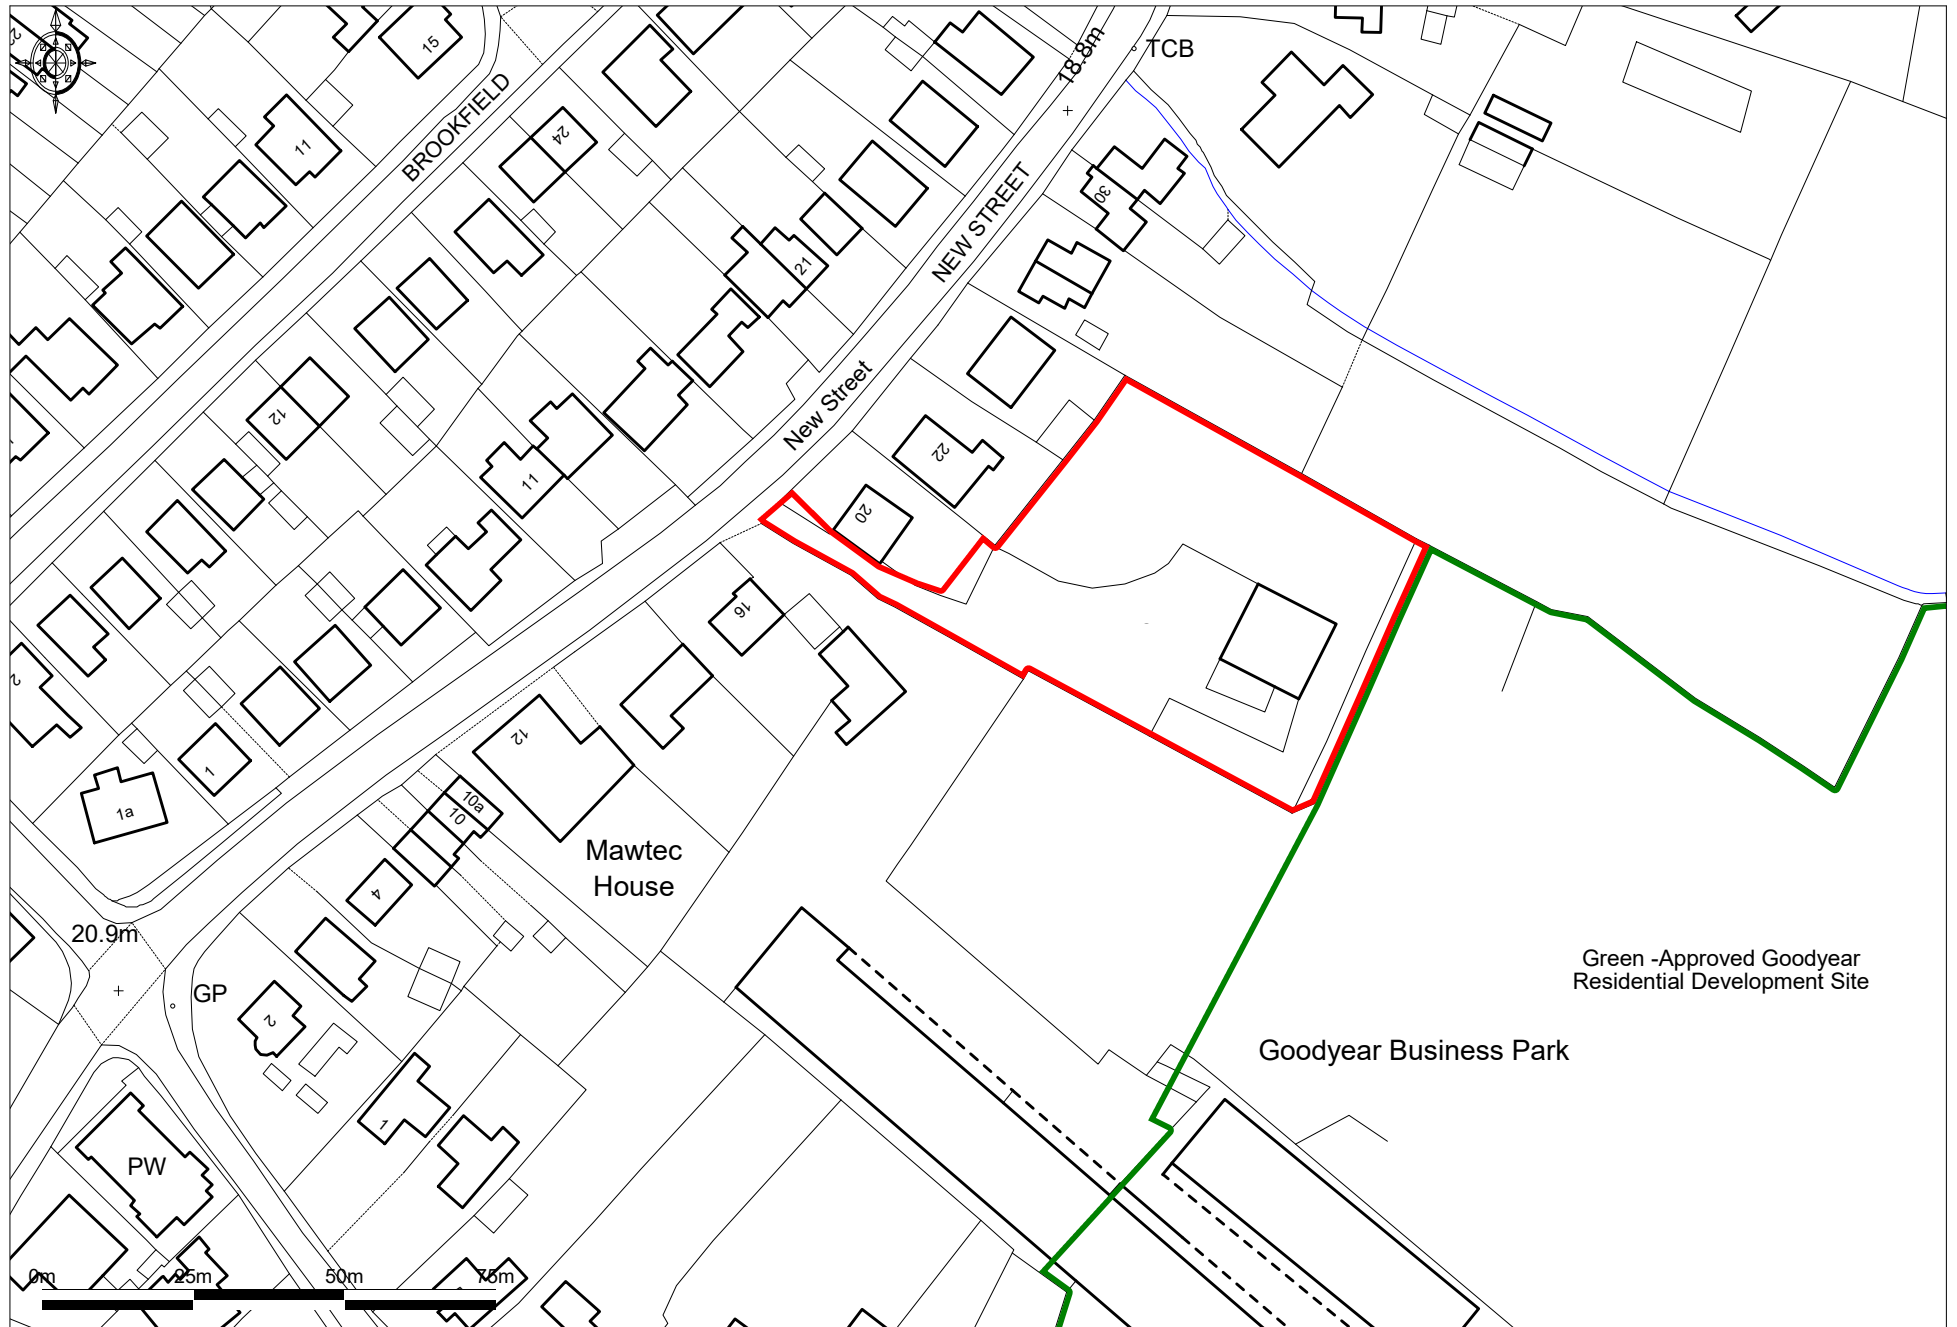 23
15
11
BROOKFIELD
24
18.8m
TCB
30
NEW STREET
21
New Street
12
11
22
20
16
2
12
1
1a
10a
10
4
Mawtec
House
20.9m
GP
2
1
PW
Green -Approved Goodyear
Residential Development Site
Goodyear Business Park
0m 25m 50m 75m